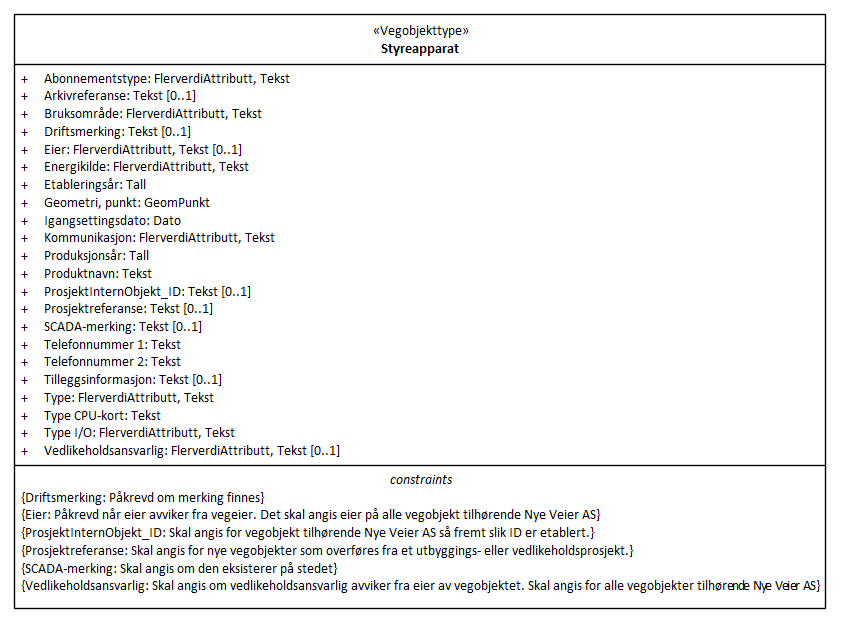 «Vegobjekttype»
Styreapparat
+ Abonnementstype: FlerverdiAttributt, Tekst
+ Arkivreferanse: Tekst [0..1]
+ Bruksområde: FlerverdiAttributt, Tekst
+ Driftsmerking: Tekst [0..1]
+ Eier: FlerverdiAttributt, Tekst [0..1]
+ Energikilde: FlerverdiAttributt, Tekst
+ Etableringsår: Tall
+ Geometri, punkt: GeomPunkt
+ Igangsettingsdato: Dato
+ Kommunikasjon: FlerverdiAttributt, Tekst
+ Produksjonsår: Tall
+ Produktnavn: Tekst
+ ProsjektInternObjekt_ID: Tekst [0..1]
+ Prosjektreferanse: Tekst [0..1]
+ SCADA-merking: Tekst [0..1]
+ Telefonnummer 1: Tekst
+ Telefonnummer 2: Tekst
+ Tilleggsinformasjon: Tekst [0..1]
+ Type: FlerverdiAttributt, Tekst
+ Type CPU-kort: Tekst
+ Type I/O: FlerverdiAttributt, Tekst
+ Vedlikeholdsansvarlig: FlerverdiAttributt, Tekst [0..1]
constraints
{Driftsmerking: Påkrevd om merking finnes}
{Eier: Påkrevd når eier avviker fra vegeier. Det skal angis eier på alle vegobjekt tilhørende Nye Veier AS}
{ProsjektInternObjekt_ID: Skal angis for vegobjekt tilhørende Nye Veier AS så fremt slik ID er etablert.}
{Prosjektreferanse: Skal angis for nye vegobjekter som overføres fra et utbyggings- eller vedlikeholdsprosjekt.}
{SCADA-merking: Skal angis om den eksisterer på stedet}
{Vedlikeholdsansvarlig: Skal angis om vedlikeholdsansvarlig avviker fra eier av vegobjektet. Skal angis for alle vegobjekter tilhørende Nye Veier AS}